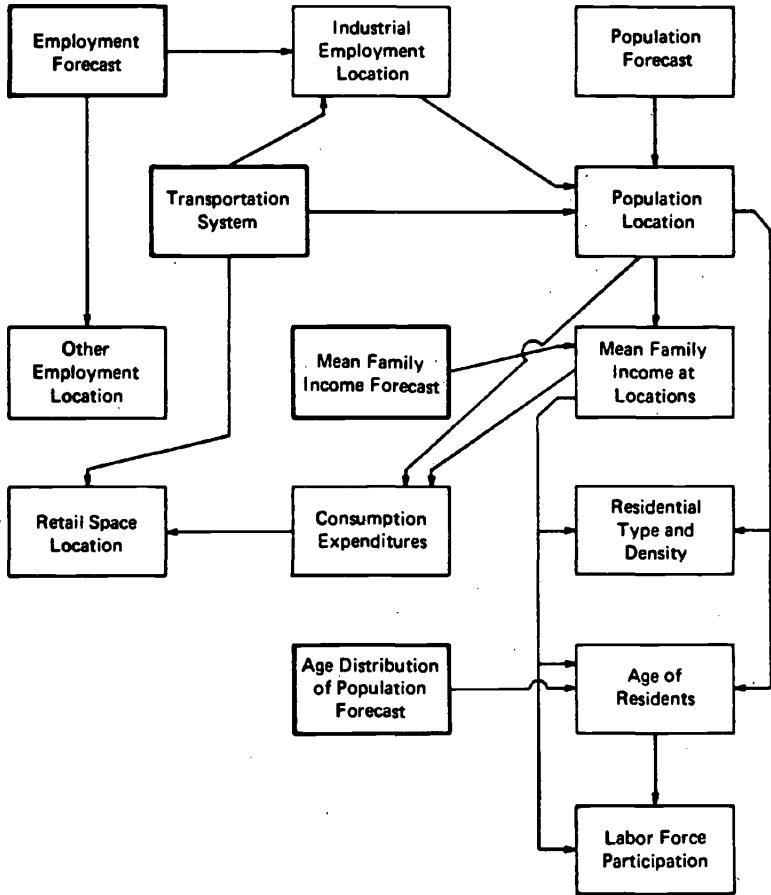 Employment
Forecast
Industrial
Employment
Location
Population
Forecast
Transportation
System
Population
Location
Other
Employment
Location
Mean Family
Income Forecast
Mean Family
Income at
Locations
Retail Space
Location
Consumption
Expenditures
Residential
Type and
Density
Age Distribution
of Population
Forecast
Age of
Residents
Labor Force
Participation